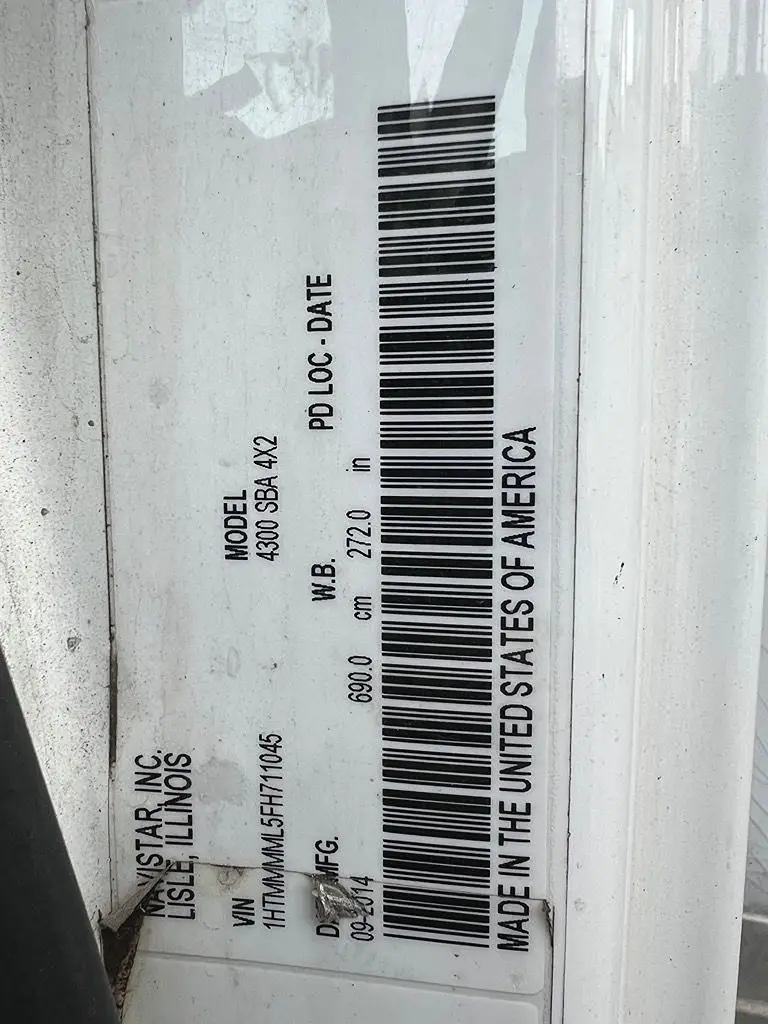 NAVISTAR, INC.
LISLE, ILLINOIS
VIN MODEL
1HTMMMML5FH711045 4300 SBA 4X2
MFG. W.B. PD LOC - DATE
09-2014 690.0 cm 272.0 in
MADE IN THE UNITED STATES OF AMERICA